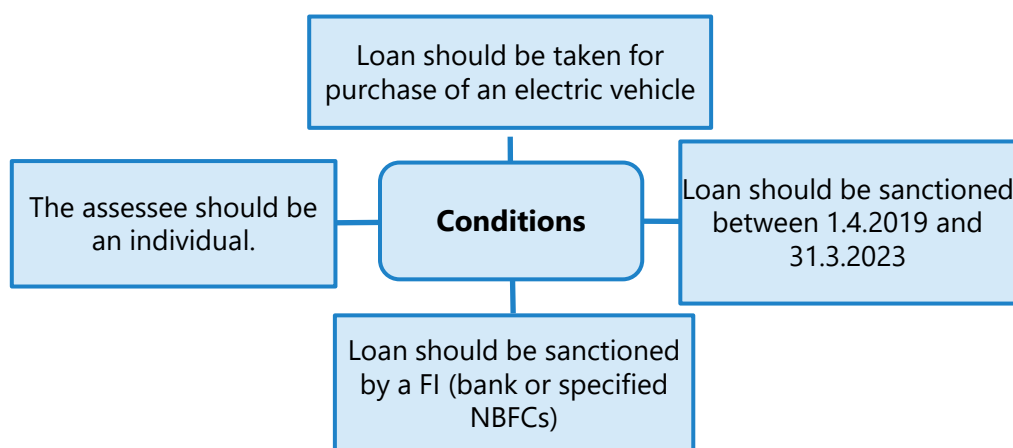 Loan should be taken for
purchase of an electric vehicle
The assessee should be
an individual.
Conditions
Loan should be sanctioned
between 1.4.2019 and
31.3.2023
Loan should be sanctioned
by a FI (bank or specified
NBFCs)